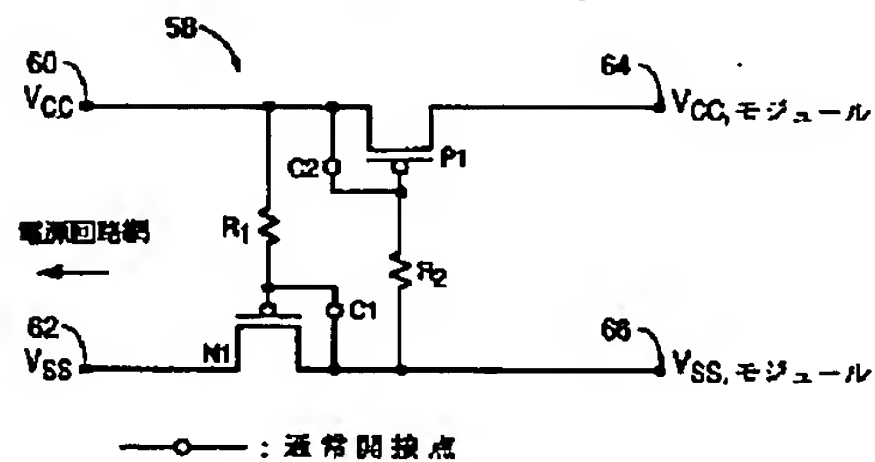 58
60
VCC
64
VCC, モジュール
C2
P1
電源回路網
R1
R2
C1
62
VSS
N1
66
VSS, モジュール
: 通常開接点